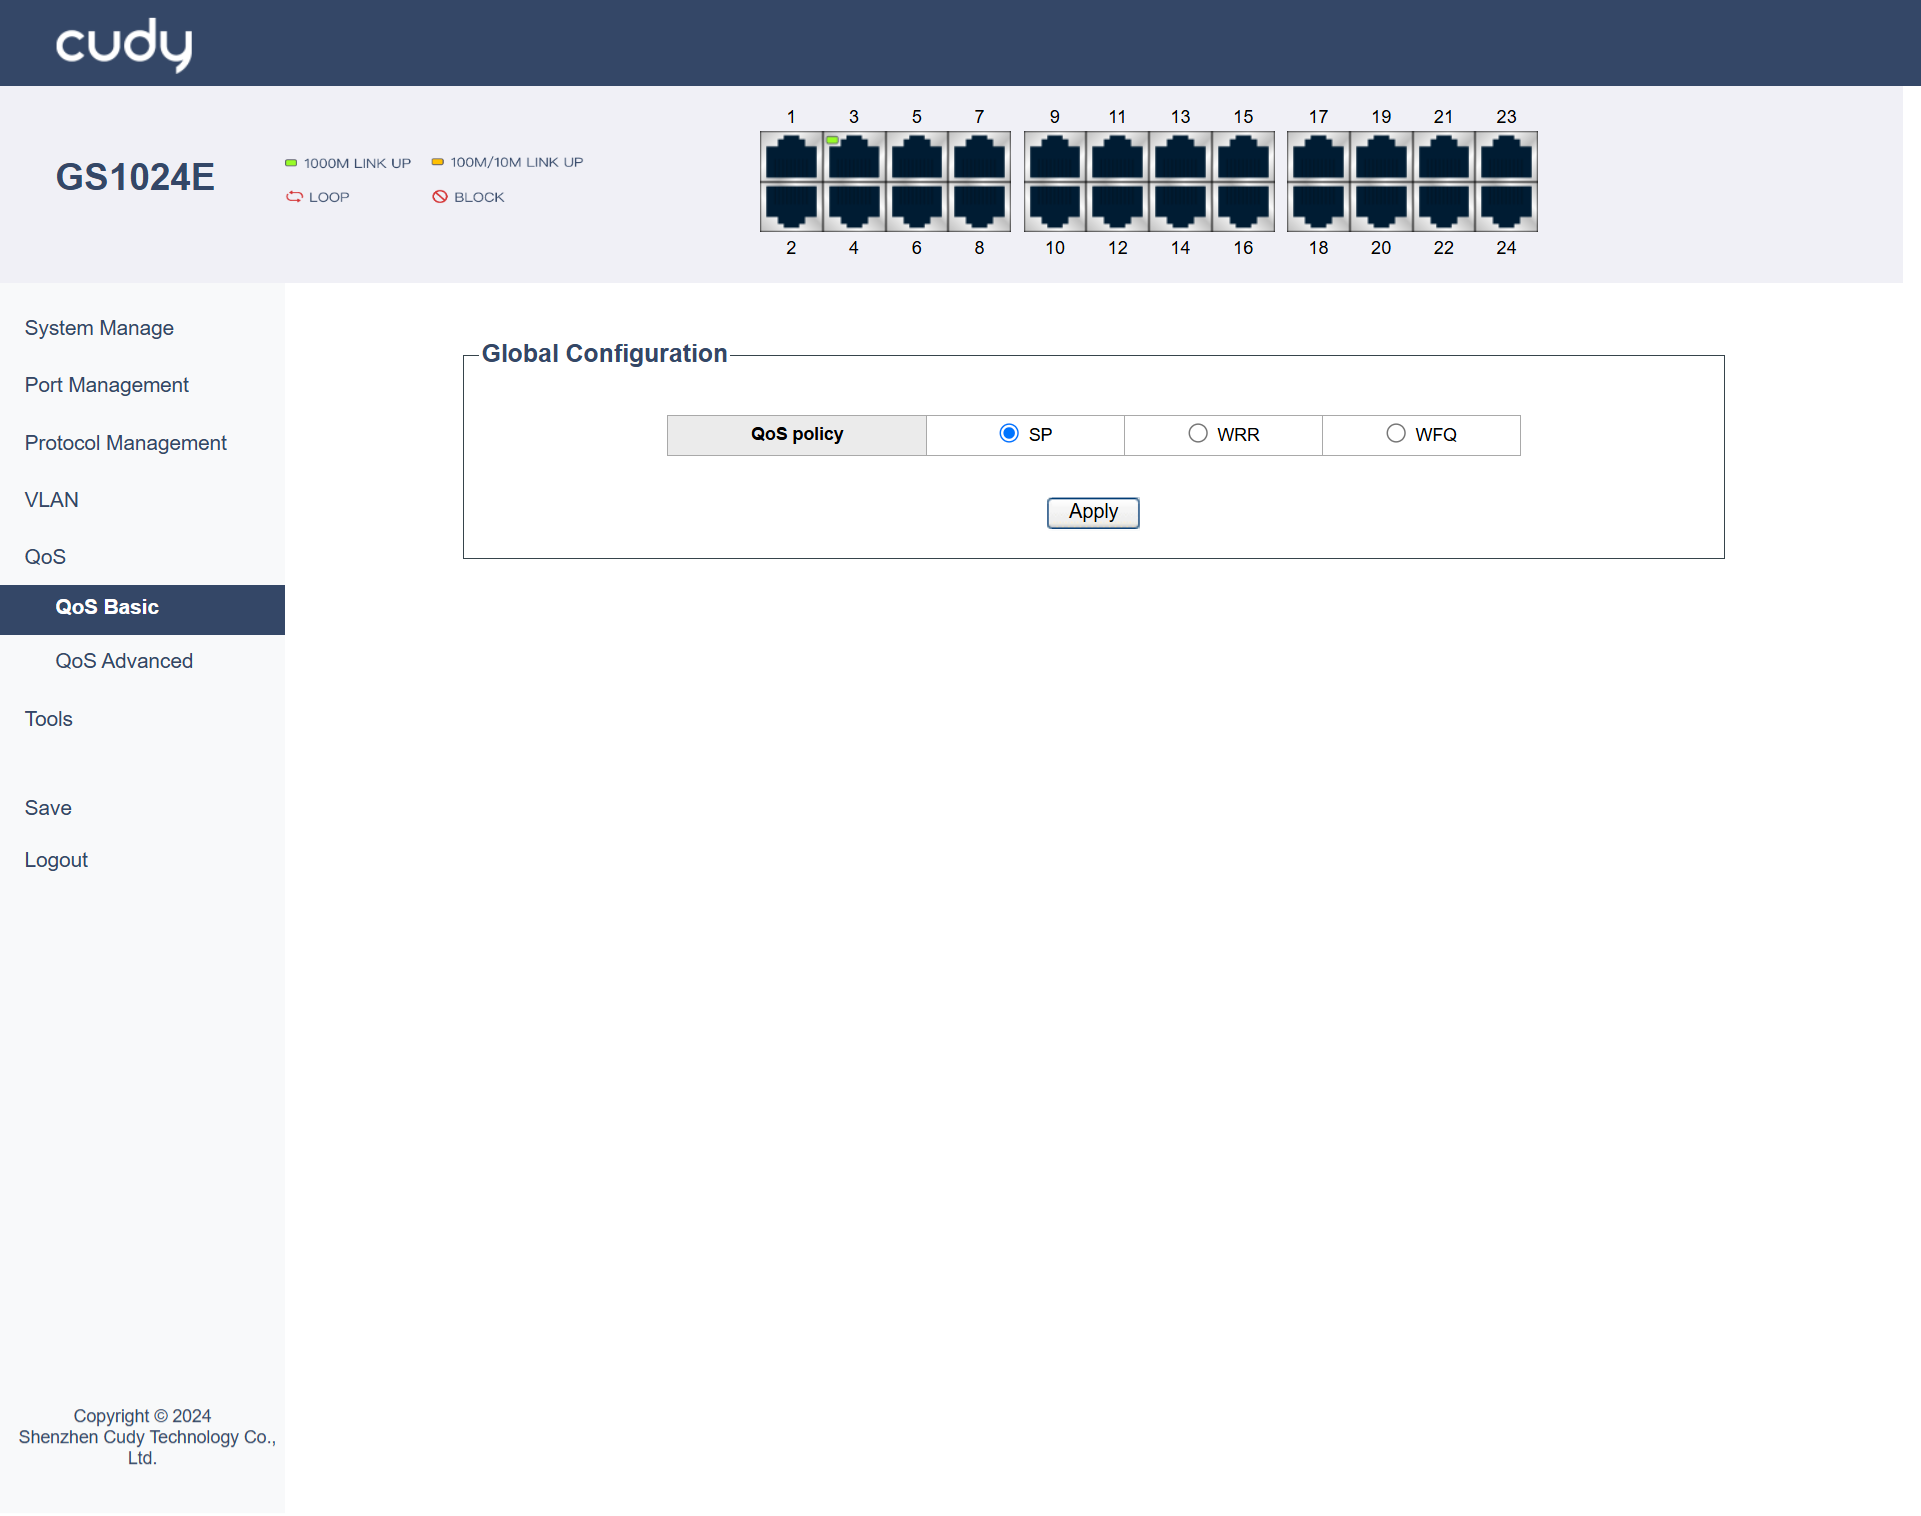 cudy
GS1024E
1000M LINK UP 100M/10M LINK UP
LOOP BLOCK
1 3 5 7 9 11 13 15 17 19 21 23
2 4 6 8 10 12 14 16 18 20 22 24
System Manage
Port Management
Protocol Management
VLAN
QoS
QoS Basic
QoS Advanced
Tools
Save
Logout
Global Configuration
QoS policy SP WRR WFQ
Apply
Copyright © 2024
Shenzhen Cudy Technology Co.,
Ltd.